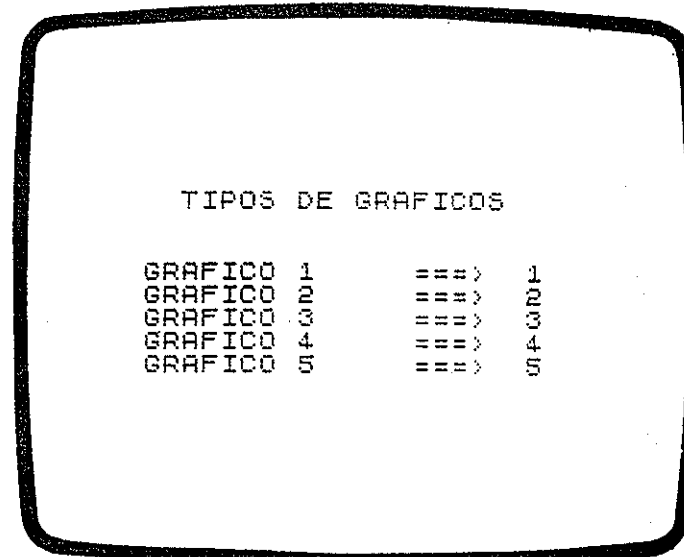 TIPOS DE GRAFICOS
GRAFICO 1 ===> 1
GRAFICO 2 ===> 2
GRAFICO 3 ===> 3
GRAFICO 4 ===> 4
GRAFICO 5 ===> 5